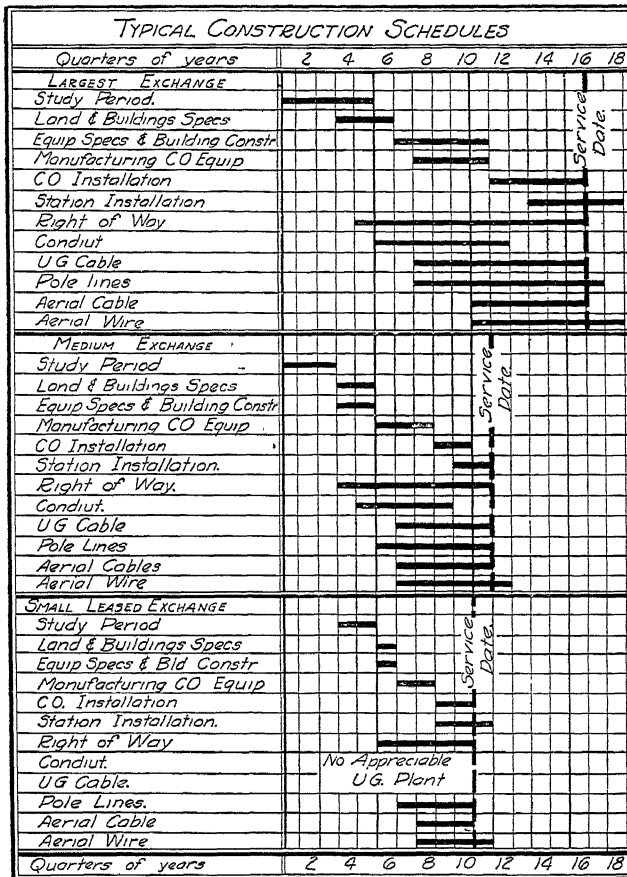 TYPICAL CONSTRUCTION SCHEDULES
Quarters of years 2 4 6 8 10 12 14 16 18
LARGEST EXCHANGE
Study Period.
Land & Buildings Specs
Equip Specs & Building Constr
Manufacturing CO Equip
CO Installation
Station Installation
Right of Way
Condiut
UG Cable
Pole lines
Aerial Cable
Aerial Wire
Service Date.
MEDIUM EXCHANGE
Study Period
Land & Buildings Specs
Equip Specs & Building Constr
Manufacturing CO Equip
CO Installation
Station Installation.
Right of Way.
Condiut.
UG Cable
Pole Lines
Aerial Cables
Aerial Wire
Service Date.
SMALL LEASED EXCHANGE
Study Period
Land & Buildings Specs
Equip Specs & Bld Constr
Manufacturing CO Equip
CO. Installation
Station Installation.
Right of Way
Condiut.
UG Cable.
No Appreciable
UG. Plant
Pole Lines.
Aerial Cable
Aerial Wire
Service Date.
Quarters of years 2 4 6 8 10 12 14 16 18